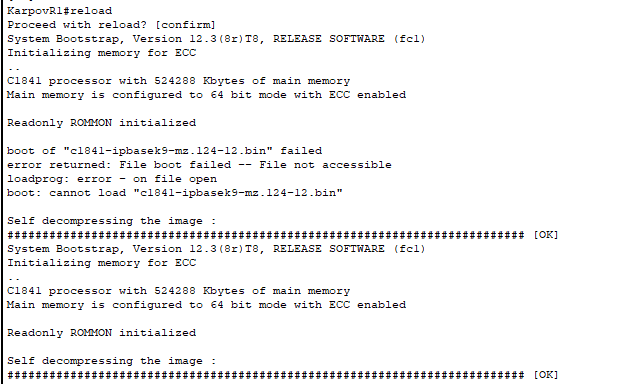 KarpovR1#reload
Proceed with reload? [confirm]
System Bootstrap, Version 12.3(8r)T8, RELEASE SOFTWARE (fc1)
Initializing memory for ECC
..
C1841 processor with 524288 Kbytes of main memory
Main memory is configured to 64 bit mode with ECC enabled

Readonly ROMMON initialized

boot of "c1841-ipbasek9-mz.124-12.bin" failed
error returned: File boot failed -- File not accessible
loadprog: error - on file open
boot: cannot load "c1841-ipbasek9-mz.124-12.bin"

Self decompressing the image :
########################################################################## [OK]
System Bootstrap, Version 12.3(8r)T8, RELEASE SOFTWARE (fc1)
Initializing memory for ECC
..
C1841 processor with 524288 Kbytes of main memory
Main memory is configured to 64 bit mode with ECC enabled

Readonly ROMMON initialized

Self decompressing the image :
########################################################################## [OK]